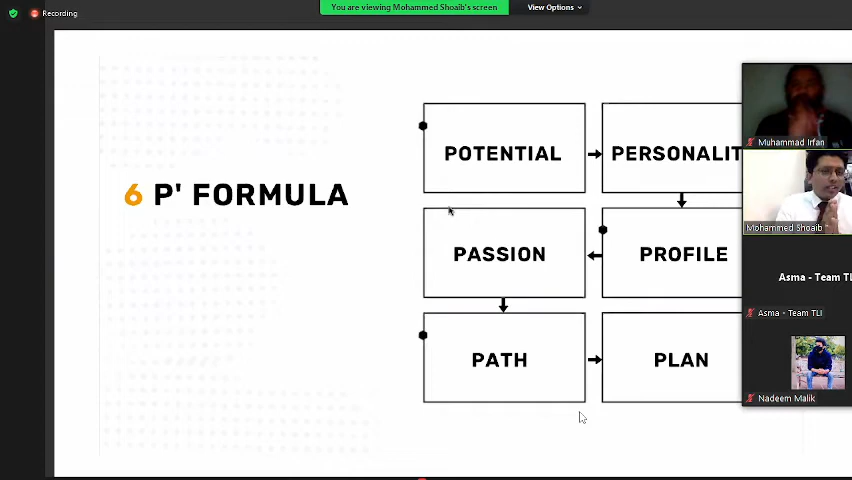 Recording
You are viewing Mohammed Shoaib's screen
View Options
6 P' FORMULA
POTENTIAL
PERSONALIT
PASSION
PROFILE
PATH
PLAN
Muhammad Irfan
Mohammed Shoaib
Asma - Team TL
Asma - Team TLI
Nadeem Malik